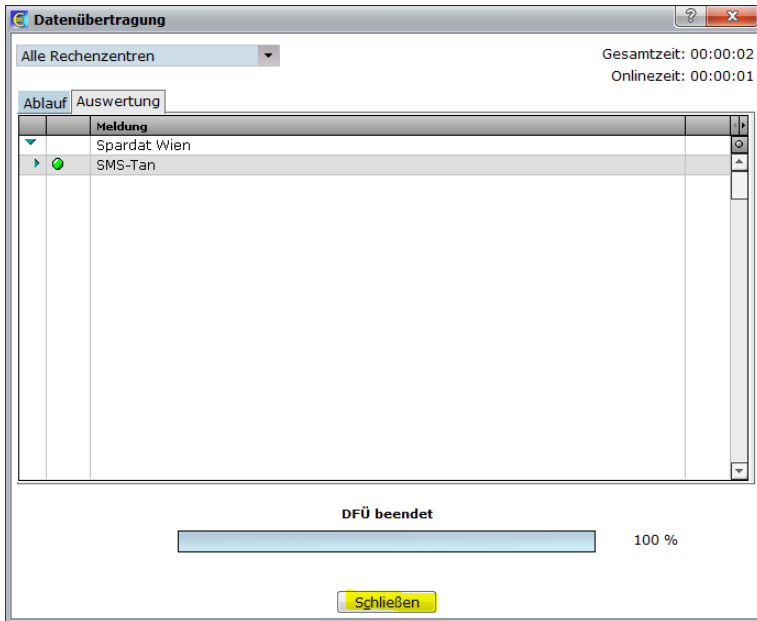 Datenübertragung
Alle Rechenzentren
Gesamtzeit: 00:00:02
Onlinezeit: 00:00:01
Ablauf Auswertung
Meldung
Spardat Wien
SMS-Tan
DFÜ beendet
100 %
Schließen